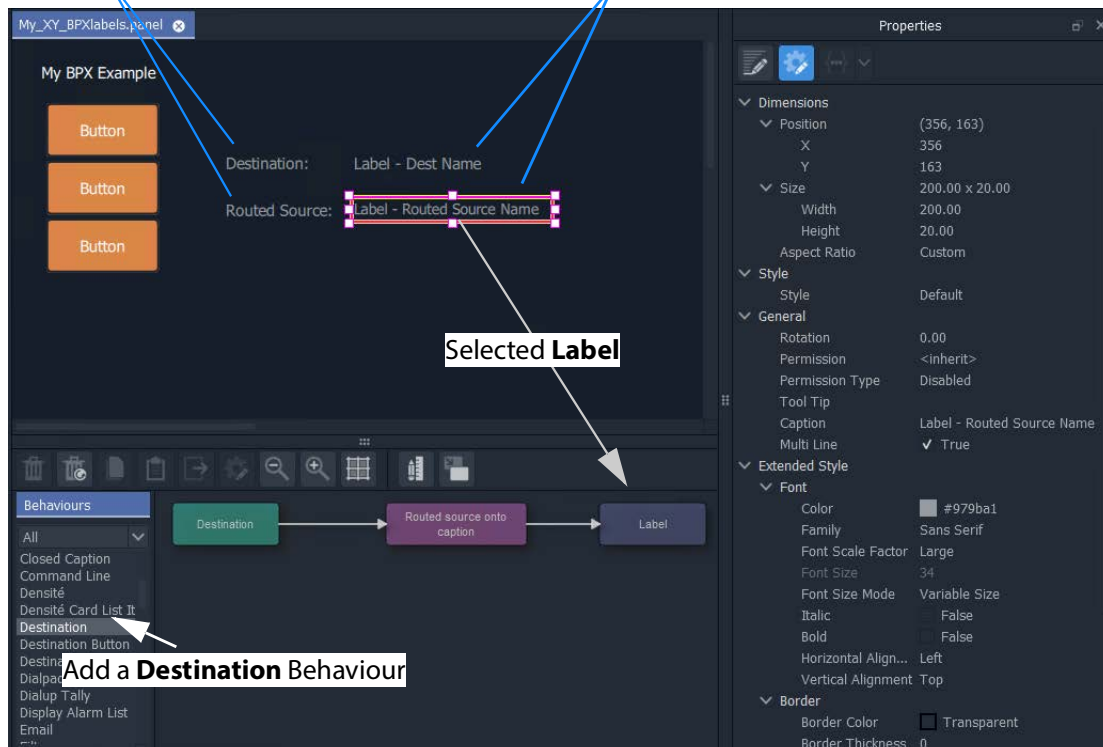 My_XY_BPXlabels.panel
My BPX Example
Button
Button
Button
Destination:
Label - Dest Name
Routed Source:
Label - Routed Source Name
Selected Label
Behaviours
All
Closed Caption
Command Line
Densité
Densité Card List It
Destination
Destination Button
Destina
Dialpa
Dialup Tally
Display Alarm List
Email
Destination
Routed source onto
caption
Label
Add a Destination Behaviour
Properties
Dimensions
Position (356, 163)
X 356
Y 163
Size 200.00 x 20.00
Width 200.00
Height 20.00
Aspect Ratio Custom
Style
Style Default
General
Rotation 0.00
Permission <inherit>
Permission Type Disabled
Tool Tip
Caption Label - Routed Source Name
Multi Line True
Extended Style
Font
Color #979ba1
Family Sans Serif
Font Scale Factor Large
Font Size 34
Font Size Mode Variable Size
Italic False
Bold False
Horizontal Align... Left
Vertical Alignment Top
Border
Border Color Transparent
Border Thickness 0